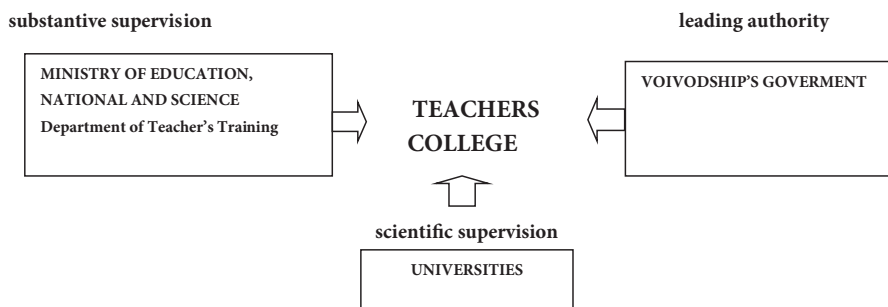 substantive supervision
leading authority
MINISTRY OF EDUCATION,
NATIONAL AND SCIENCE
Department of Teacher's Training
VOIVODSHIP'S GOVERMENT
TEACHERS
COLLEGE
scientific supervision
UNIVERSITIES